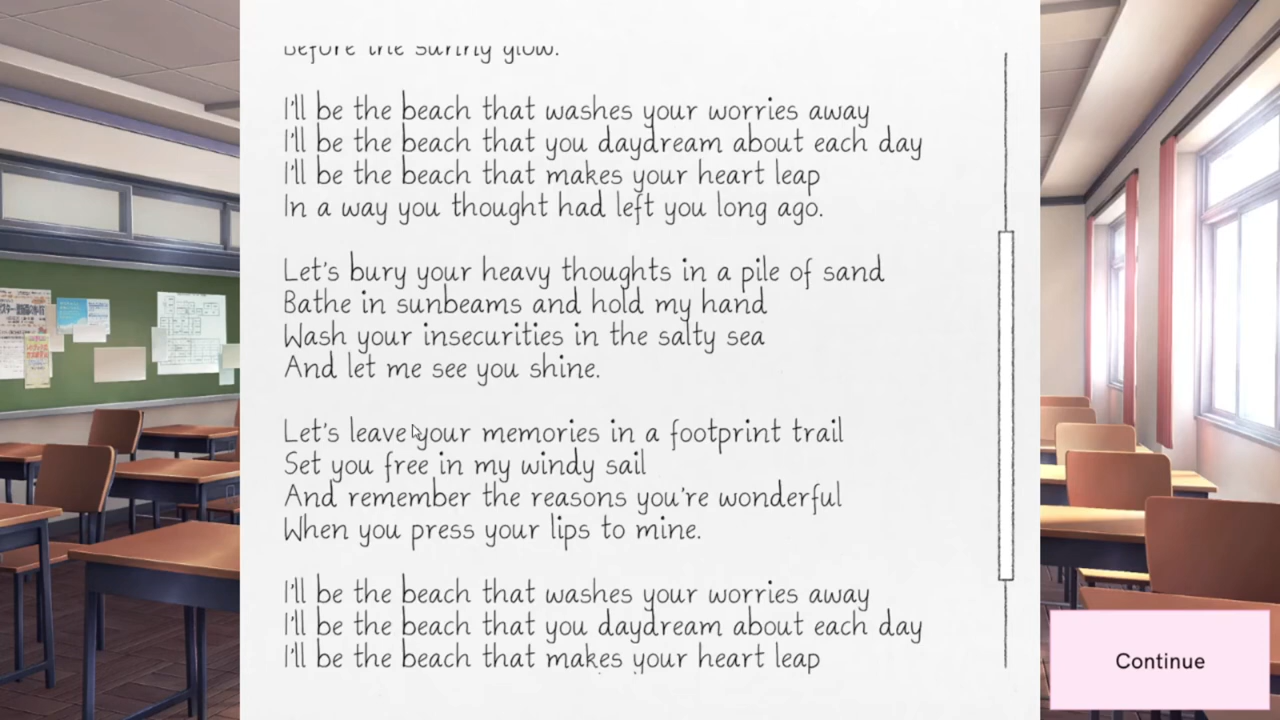 Before the sunny glow.
I'll be the beach that washes your worries away
I'll be the beach that you daydream about each day
I'll be the beach that makes your heart leap
In a way you thought had left you long ago.
Let's bury your heavy thoughts in a pile of sand
Bathe in sunbeams and hold my hand
Wash your insecurities in the salty sea
And let me see you shine.
Let's leave your memories in a footprint trail
Set you free in my windy sail
And remember the reasons you're wonderful
When you press your lips to mine.
I'll be the beach that washes your worries away
I'll be the beach that you daydream about each day
I'll be the beach that makes your heart leap
Continue